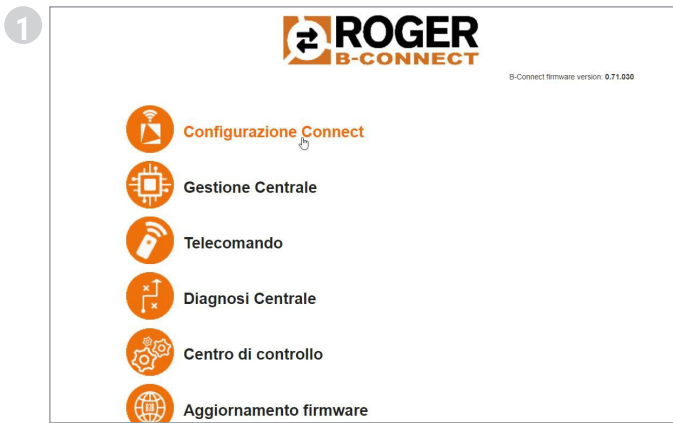 1
ROGER
B-CONNECT
B-Connect firmware version: 0.71.030
Configurazione Connect
Gestione Centrale
Telecomando
Diagnosi Centrale
Centro di controllo
Aggiornamento firmware